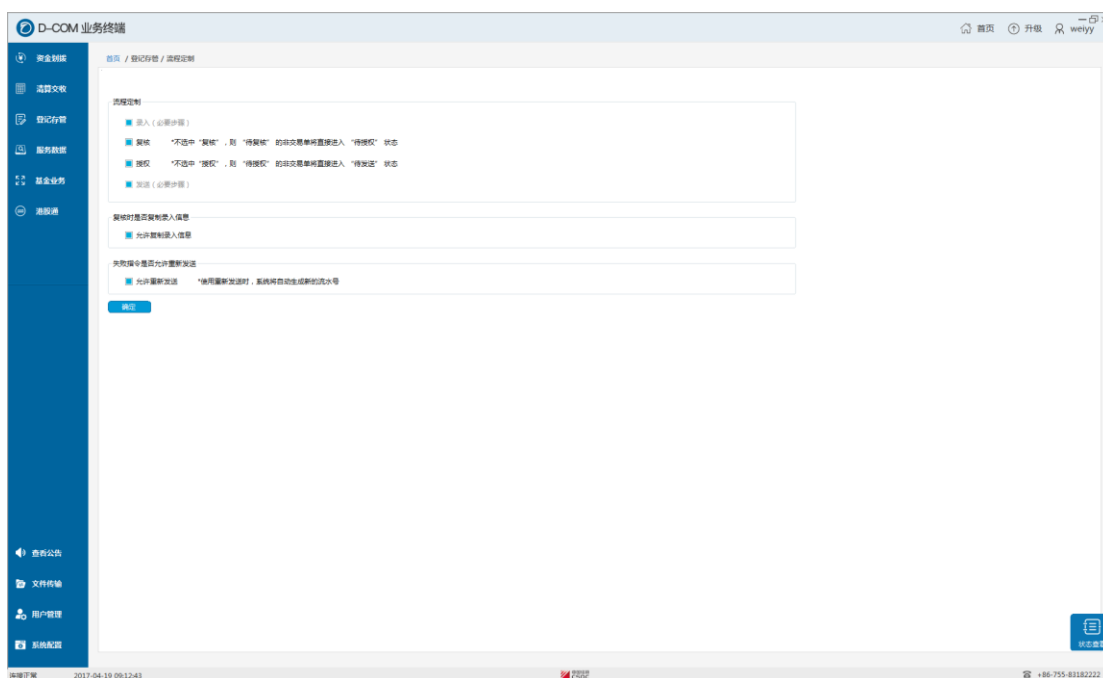 D-COM 业务终端
首页 升级 weiyy
资金划拨
首页 / 登记存管 / 流程定制
清算交收
登记存管
服务数据
基金业务
港股通
流程定制
录入(必要步骤)
复核 *不选中“复核”,则“待复核”的非交易单将直接进入“待授权”状态
授权 *不选中“授权”,则“待授权”的非交易单将直接进入“待发送”状态
发送(必要步骤)
复核时是否复制录入信息
允许复制录入信息
失败指令是否允许重新发送
允许重新发送 *使用重新发送时,系统将自动生成新的流水号
确定
查看公告
文件传输
用户管理
系统配置
状态查看
连接正常 2017-04-19 09:12:43 CSDC +86-755-83182222